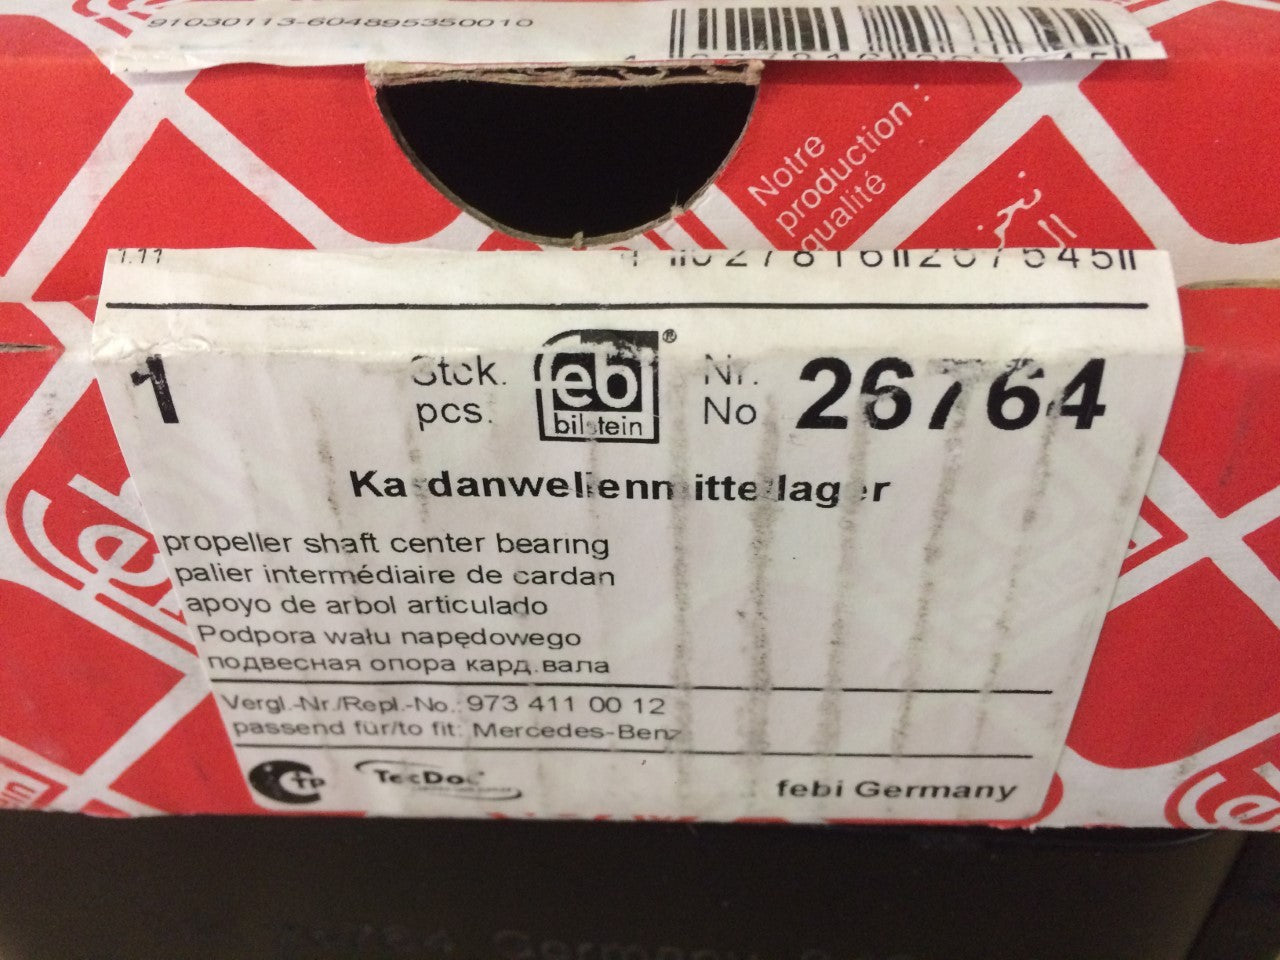 91030113-604895350010
Notre
production :
qualité
1.11
1
Stck.
pcs.
feb
bilstein
®
Nr.
No
26764
Kardanwellenmittellager
propeller shaft center bearing
palier intermédiaire de cardan
apoyo de arbol articulado
Podpora wału napędowego
подвесная опора кард.вала
Vergl.-Nr./Repl.-No.: 973 411 00 12
passend für/to fit: Mercedes-Benz
TecDoc
febi Germany